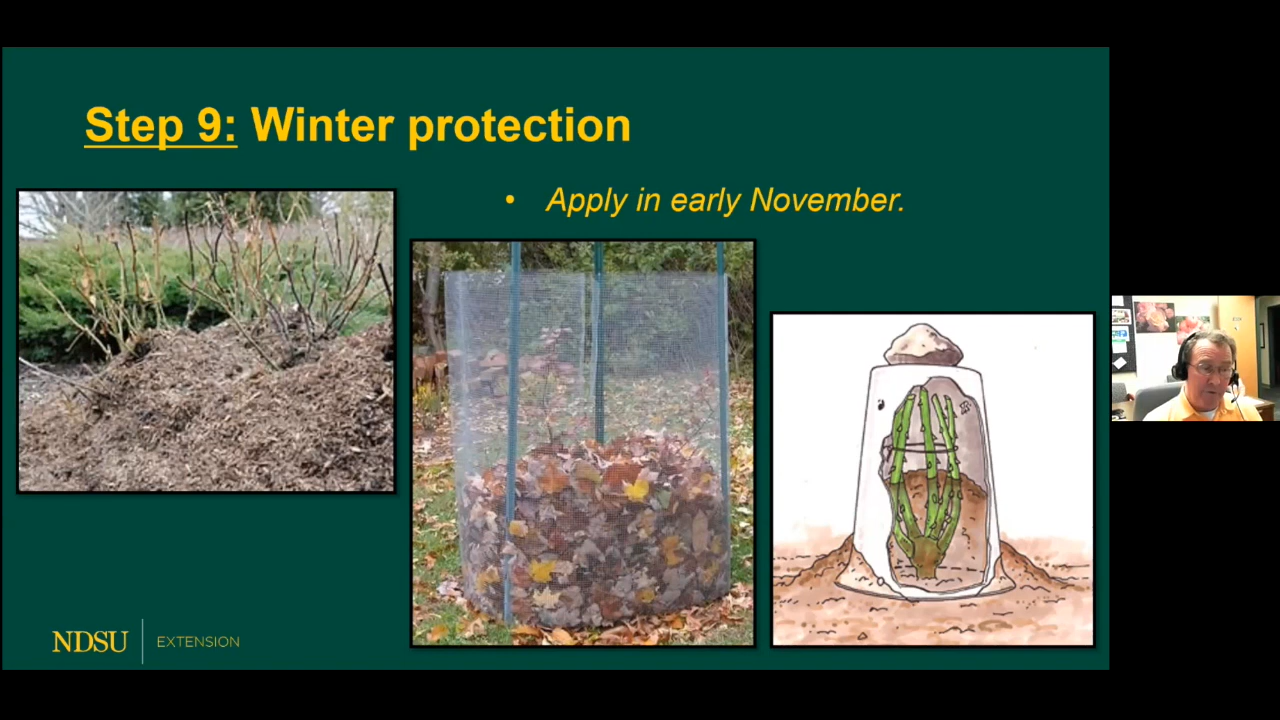 Step 9: Winter protection
• Apply in early November.
NDSU EXTENSION